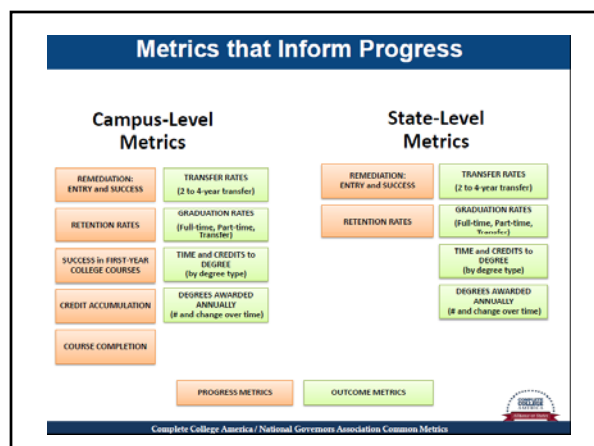 Metrics that Inform Progress
Campus-Level
Metrics
REMEDIATION:
ENTRY and SUCCESS
RETENTION RATES
SUCCESS in FIRST-YEAR
COLLEGE COURSES
CREDIT ACCUMULATION
COURSE COMPLETION
TRANSFER RATES
(2 to 4-year transfer)
GRADUATION RATES
(Full-time, Part-time,
Transfer)
TIME and CREDITS to
DEGREE
(by degree type)
DEGREES AWARDED
ANNUALLY
(# and change over time)
State-Level
Metrics
REMEDIATION:
ENTRY and SUCCESS
RETENTION RATES
TRANSFER RATES
(2 to 4-year transfer)
GRADUATION RATES
(Full-time, Part-time,
Transfer)
TIME and CREDITS to
DEGREE
(by degree type)
DEGREES AWARDED
ANNUALLY
(# and change over time)
PROGRESS METRICS
OUTCOME METRICS
COMPLETE
COLLEGE
AMERICA
Complete College America / National Governors Association Common Metrics